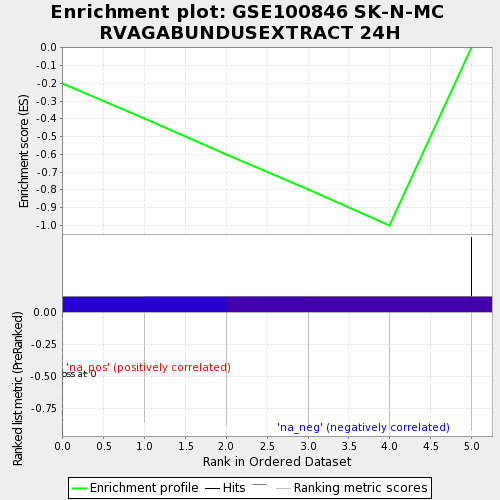 Enrichment plot: GSE100846 SK-N-MC
RVAGABUNDUSEXTRACT 24H
Enrichment score (ES)
0.0
-0.1
-0.2
-0.3
-0.4
-0.5
-0.6
-0.7
-0.8
-0.9
-1.0
Ranked list metric (PreRanked)
0.00
-0.25
-0.50
-0.75
'na_pos' (positively correlated)
oss at 0
'na_neg' (negatively correlated)
0.0 0.5 1.0 1.5 2.0 2.5 3.0 3.5 4.0 4.5 5.0
Rank in Ordered Dataset
Enrichment profile Hits Ranking metric scores